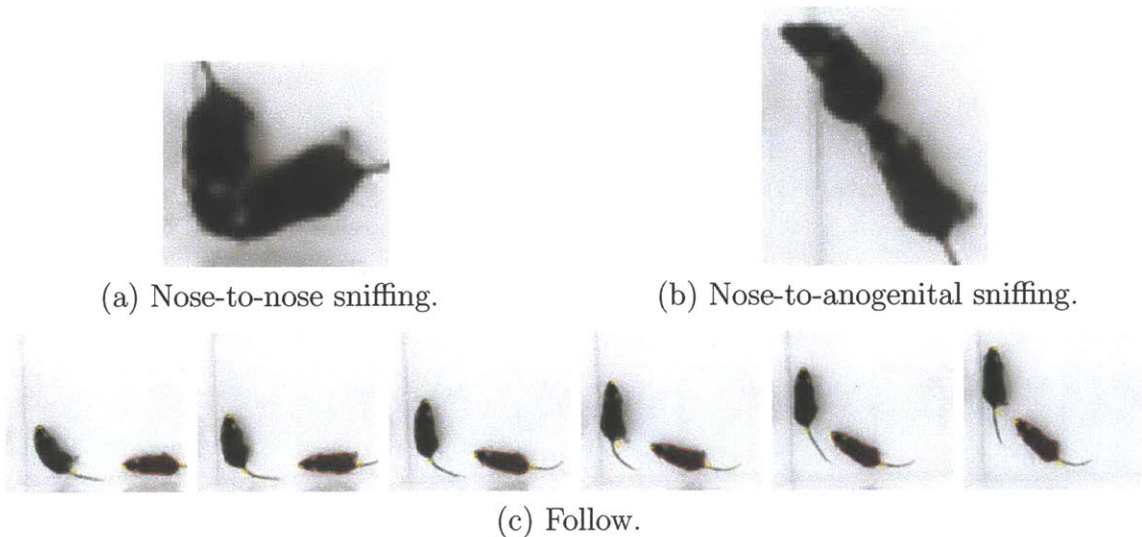 (a) Nose-to-nose sniffing.
(b) Nose-to-anogenital sniffing.
(c) Follow.